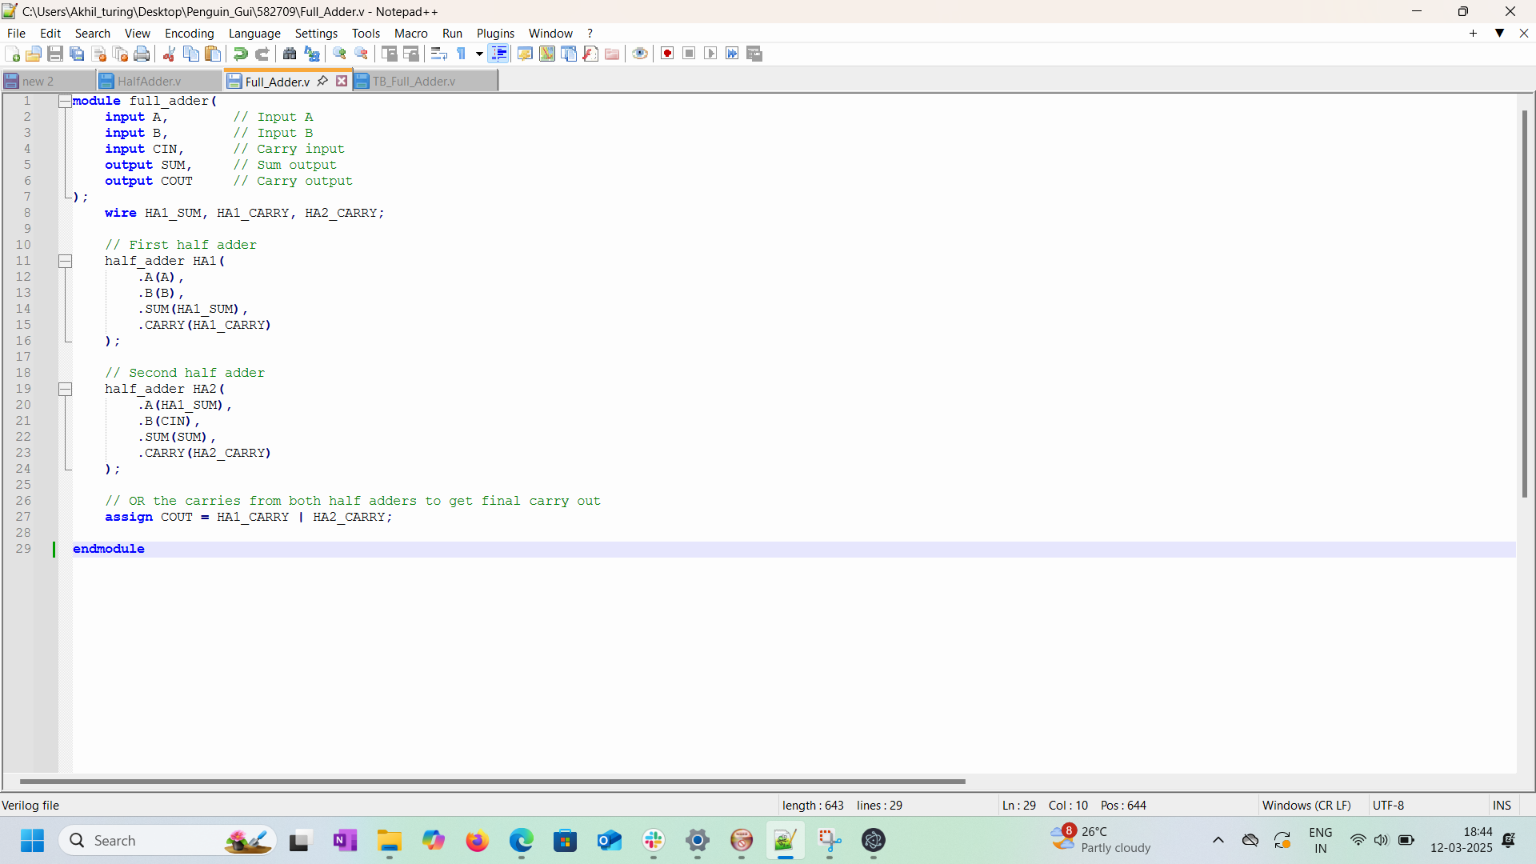 C:\Users\Akhil_turing\Desktop\Penguin_Gui\582709\Full_Adder.v - Notepad++
File Edit Search View Encoding Language Settings Tools Macro Run Plugins Window ?
new 2 HalfAdder.v Full_Adder.v TB_Full_Adder.v
1 module full_adder(
2     input A,        // Input A
3     input B,        // Input B
4     input CIN,      // Carry input
5     output SUM,     // Sum output
6     output COUT     // Carry output
7 );
8     wire HA1_SUM, HA1_CARRY, HA2_CARRY;
9
10     // First half adder
11     half_adder HA1(
12         .A(A),
13         .B(B),
14         .SUM(HA1_SUM),
15         .CARRY(HA1_CARRY)
16     );
17
18     // Second half adder
19     half_adder HA2(
20         .A(HA1_SUM),
21         .B(CIN),
22         .SUM(SUM),
23         .CARRY(HA2_CARRY)
24     );
25
26     // OR the carries from both half adders to get final carry out
27     assign COUT = HA1_CARRY | HA2_CARRY;
28
29 endmodule
Verilog file length : 643 lines : 29 Ln : 29 Col : 10 Pos : 644 Windows (CR LF) UTF-8 INS
Search
8 26°C
Partly cloudy
ENG
IN
18:44
12-03-2025